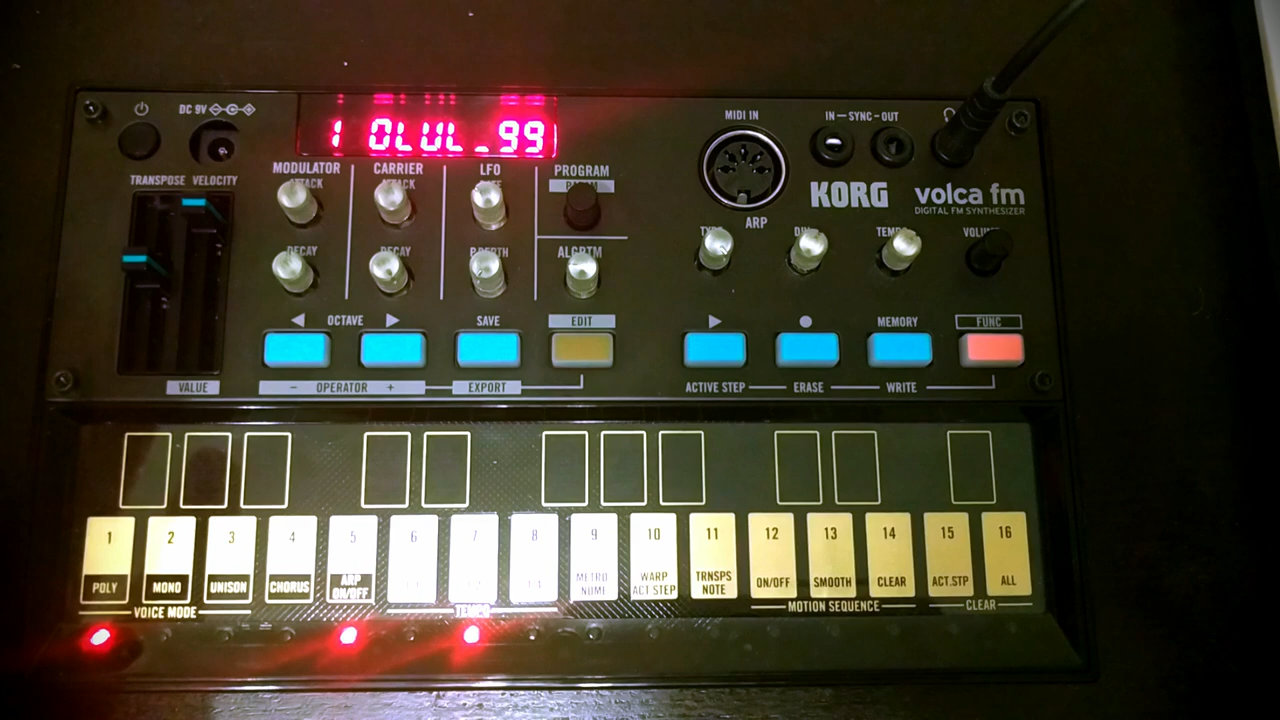 DC 9V
1 OLUL_99
MIDI IN
IN - SYNC - OUT
MODULATOR CARRIER LFO PROGRAM
TRANSPOSE VELOCITY
ATTACK ATTACK
KORG volca fm
DIGITAL FM SYNTHESIZER
ARP
DECAY DECAY DEPTH ALGRTM
OCTAVE SAVE EDIT MEMORY FUNC
VALUE - OPERATOR + EXPORT ACTIVE STEP ERASE WRITE
1 2 3 4 5 6 7 8 9 10 11 12 13 14 15 16
POLY MONO UNISON CHORUS ARP ON/OFF METRO NOME WARP ACT·STEP TRNSPS NOTE ON/OFF SMOOTH CLEAR ACT.STP ALL
VOICE MODE TEMPO MOTION SEQUENCE CLEAR